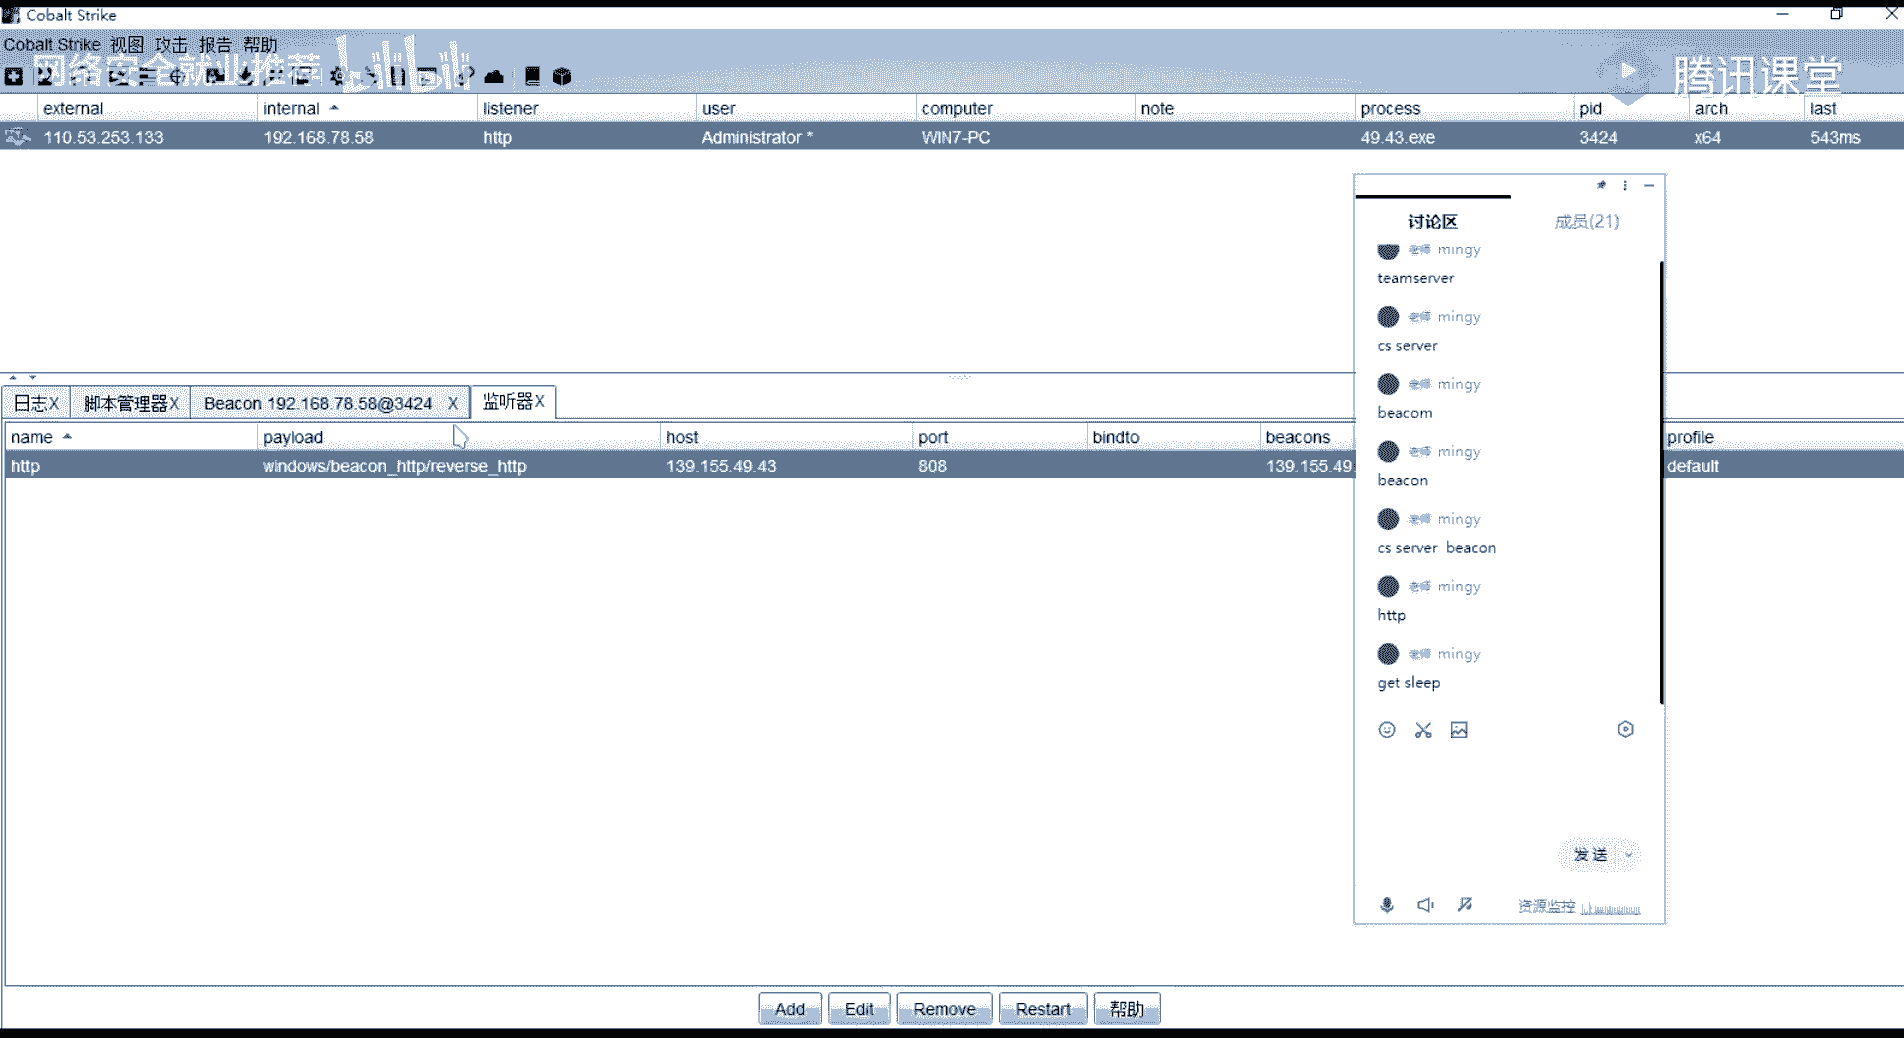 Cobalt Strike
Cobalt Strike 视图 攻击 报告 帮助
网络安全就业推荐
腾讯课堂
external internal listener user computer note process pid arch last
110.53.253.133 192.168.78.58 http Administrator * WIN7-PC 49.43.exe 3424 x64 543ms
讨论区 成员(21)
老师 mingy
teamserver
老师 mingy
cs server
老师 mingy
beacom
老师 mingy
beacon
老师 mingy
cs server beacon
老师 mingy
http
老师 mingy
get sleep
发送
资源监控
日志X 脚本管理器X Beacon 192.168.78.58@3424 X 监听器X
name payload host port bindto beacons profile
http windows/beacon_http/reverse_http 139.155.49.43 808 139.155.49 default
Add Edit Remove Restart 帮助